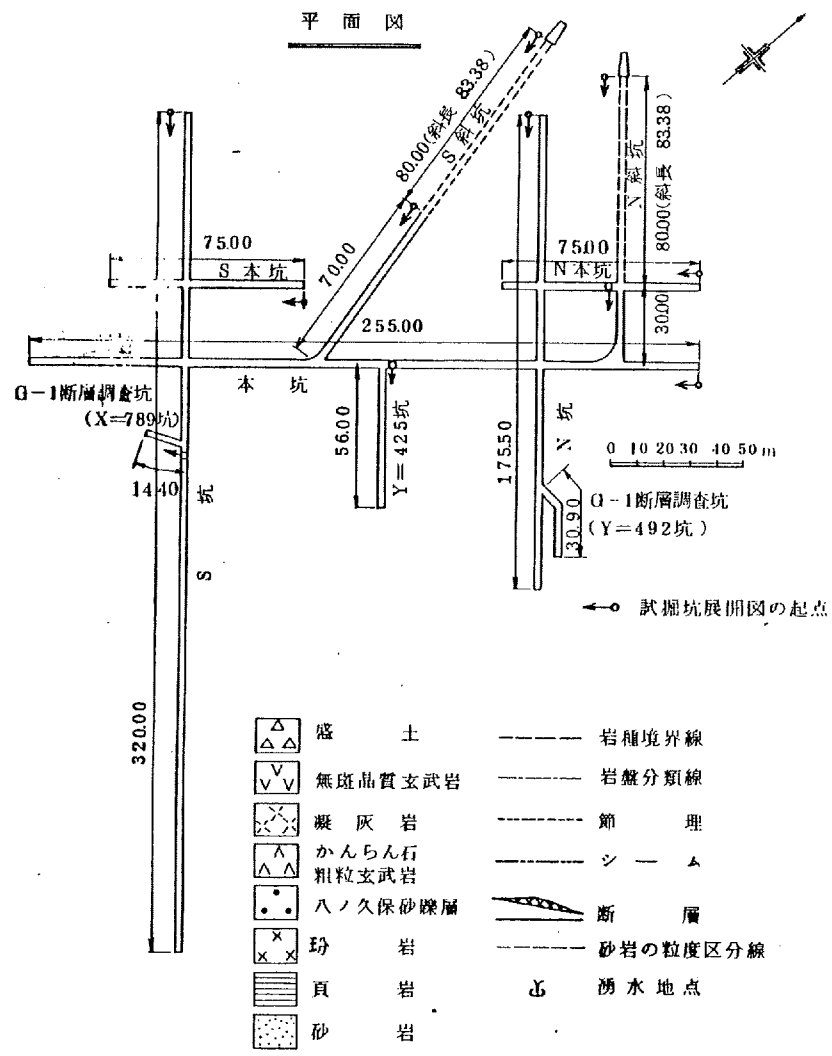 平面図
80.00(斜長 83.38)
S斜坑
70.00
80.00(斜長 83.38)
N斜坑
30.00
75.00
S本坑
75.00
N本坑
255.00
本坑
G-1断層調査坑
(X=789坑)
14.40
S坑
320.00
56.00
Y=425坑
175.50
N坑
0 10 20 30 40 50m
30.90
G-1断層調査坑
(Y=492坑)
試掘坑展開図の起点
盛土
無斑晶質玄武岩
凝灰岩
かんらん石
粗粒玄武岩
八ノ久保砂礫層
玢岩
頁岩
砂岩
岩種境界線
岩盤分類線
節理
シーム
断層
砂岩の粒度区分線
湧水地点